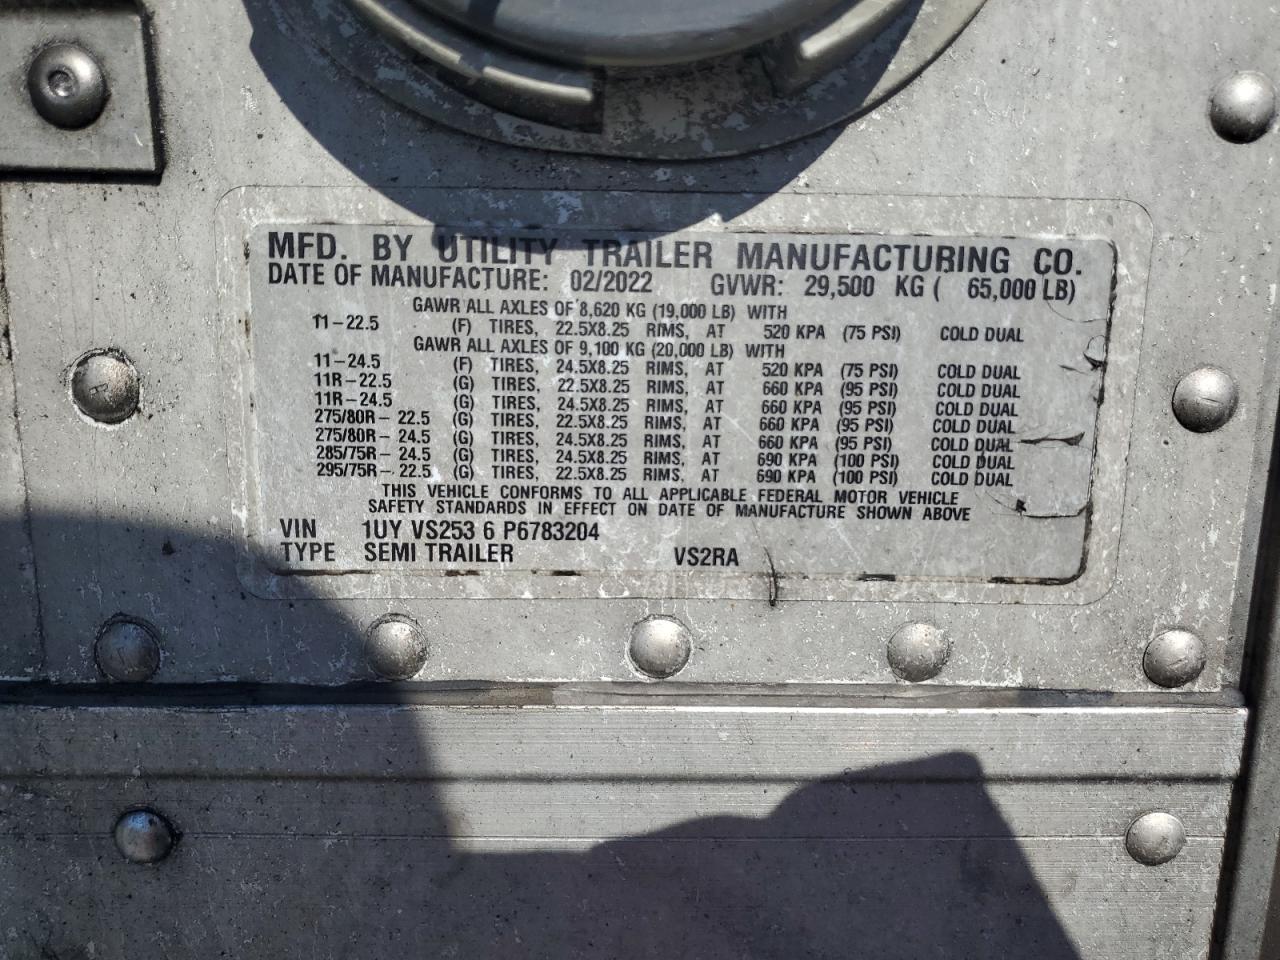 MFD. BY UTILITY TRAILER MANUFACTURING CO.
DATE OF MANUFACTURE: 02/2022 GVWR: 29,500 KG ( 65,000 LB)
GAWR ALL AXLES OF 8,620 KG (19,000 LB) WITH
11-22.5 (F) TIRES, 22.5X8.25 RIMS, AT 520 KPA (75 PSI) COLD DUAL
GAWR ALL AXLES OF 9,100 KG (20,000 LB) WITH
11-24.5 (F) TIRES, 24.5X8.25 RIMS, AT 520 KPA (75 PSI) COLD DUAL
11R-22.5 (G) TIRES, 22.5X8.25 RIMS, AT 660 KPA (95 PSI) COLD DUAL
11R-24.5 (G) TIRES, 24.5X8.25 RIMS, AT 660 KPA (95 PSI) COLD DUAL
275/80R-22.5 (G) TIRES, 22.5X8.25 RIMS, AT 660 KPA (95 PSI) COLD DUAL
275/80R-24.5 (G) TIRES, 24.5X8.25 RIMS, AT 660 KPA (95 PSI) COLD DUAL
285/75R-24.5 (G) TIRES, 24.5X8.25 RIMS, AT 690 KPA (100 PSI) COLD DUAL
295/75R-22.5 (G) TIRES, 22.5X8.25 RIMS, AT 690 KPA (100 PSI) COLD DUAL
THIS VEHICLE CONFORMS TO ALL APPLICABLE FEDERAL MOTOR VEHICLE
SAFETY STANDARDS IN EFFECT ON DATE OF MANUFACTURE SHOWN ABOVE
VIN 1UY VS253 6 P6783204
TYPE SEMI TRAILER VS2RA